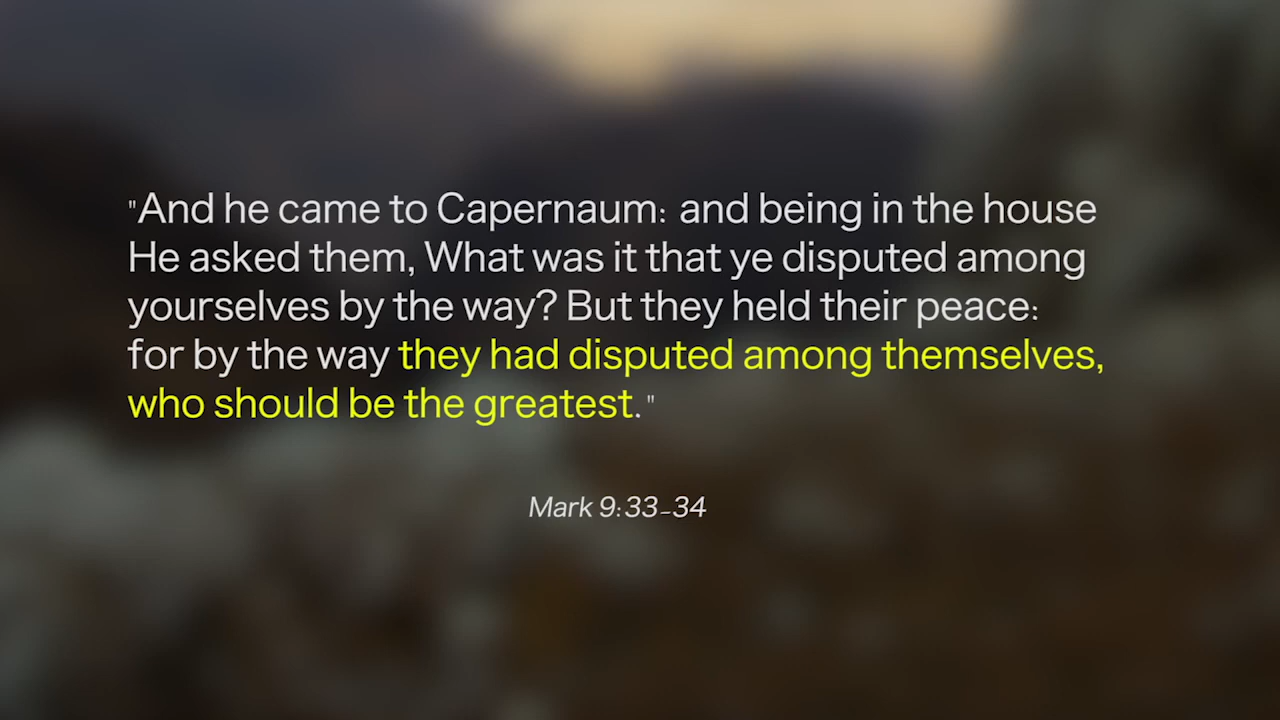 "And he came to Capernaum: and being in the house
He asked them, What was it that ye disputed among
yourselves by the way? But they held their peace:
for by the way they had disputed among themselves,
who should be the greatest."
Mark 9:33-34